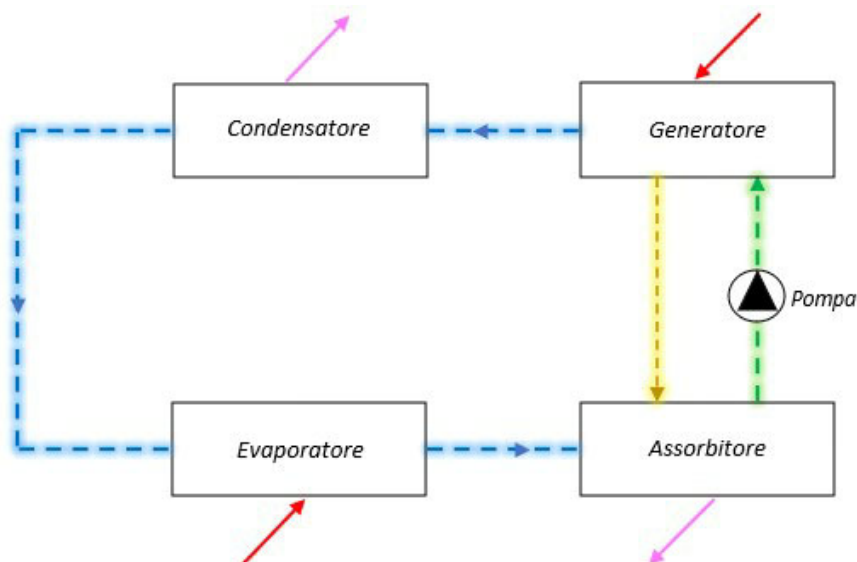 Condensatore
Generatore
Pompa
Evaporatore
Assorbitore